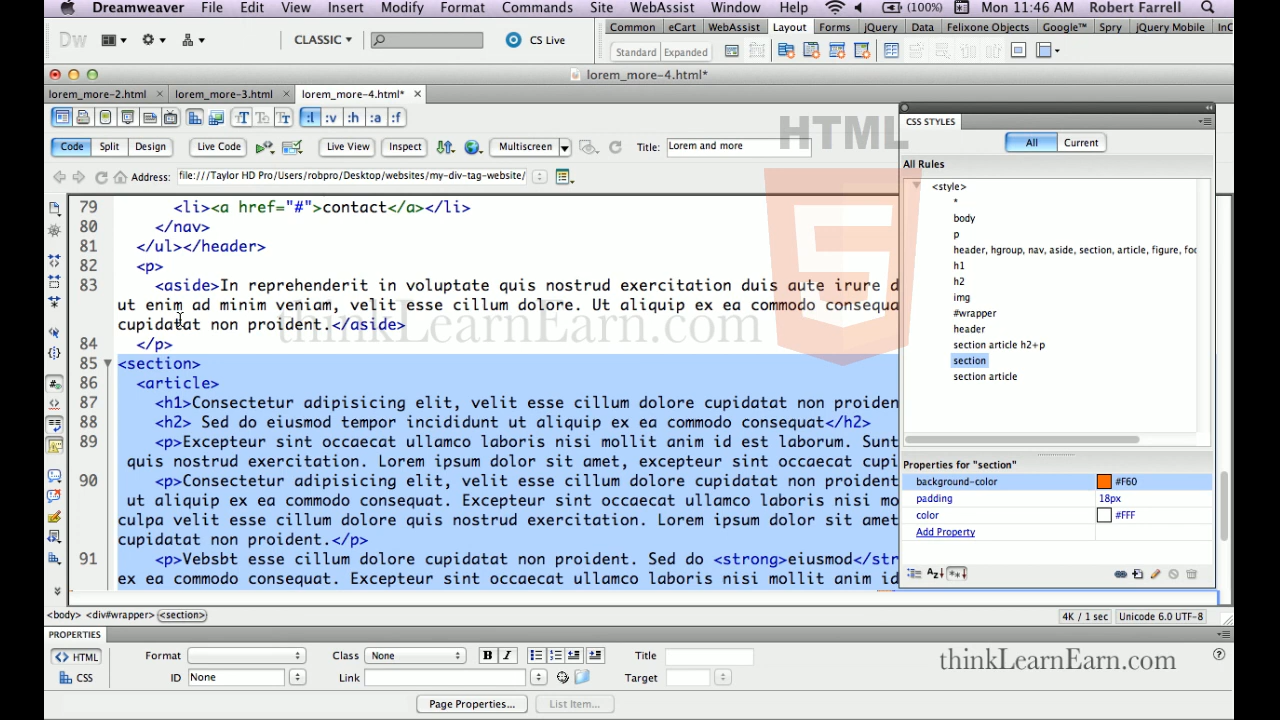 Dreamweaver File Edit View Insert Modify Format Commands Site WebAssist Window Help (100%) Mon 11:46 AM Robert Farrell
Dw CLASSIC CS Live
Common eCart WebAssist Layout Forms jQuery Data Felixone Objects Google™ Spry jQuery Mobile InC
Standard Expanded
lorem_more-4.html*
lorem_more-2.html lorem_more-3.html lorem_more-4.html*
:l :v :h :a :f
Code Split Design Live Code Live View Inspect Multiscreen Title: Lorem and more
Address: file:///Taylor HD Pro/Users/robpro/Desktop/websites/my-div-tag-website/
HTML
5
79 <li><a href="#">contact</a></li>
80 </nav>
81 </ul></header>
82 <p>
83 <aside>In reprehenderit in voluptate quis nostrud exercitation duis aute irure d
ut enim ad minim veniam, velit esse cillum dolore. Ut aliquip ex ea commodo consequa
cupidatat non proident.</aside>
thinkLearnEarn.com
84 </p>
85 <section>
86 <article>
87 <h1>Consectetur adipisicing elit, velit esse cillum dolore cupidatat non proiden
88 <h2> Sed do eiusmod tempor incididunt ut aliquip ex ea commodo consequat</h2>
89 <p>Excepteur sint occaecat ullamco laboris nisi mollit anim id est laborum. Sunt
quis nostrud exercitation. Lorem ipsum dolor sit amet, excepteur sint occaecat cupi
90 <p>Consectetur adipisicing elit, velit esse cillum dolore cupidatat non proident
ut aliquip ex ea commodo consequat. Excepteur sint occaecat ullamco laboris nisi mo
culpa velit esse cillum dolore quis nostrud exercitation. Lorem ipsum dolor sit amet
cupidatat non proident.</p>
91 <p>Vebsbt esse cillum dolore cupidatat non proident. Sed do <strong>eiusmod</str
ex ea commodo consequat. Excepteur sint occaecat ullamco laboris nisi mollit anim id
CSS STYLES
All Current
All Rules
<style>
*
body
p
header, hgroup, nav, aside, section, article, figure, foo
h1
h2
img
#wrapper
header
section article h2+p
section
section article
Properties for "section"
background-color #F60
padding 18px
color #FFF
Add Property
<body> <div#wrapper> <section> 4K / 1 sec Unicode 6.0 UTF-8
PROPERTIES
HTML Format Class None B I Title
CSS ID None Link Target
thinkLearnEarn.com
Page Properties... List Item...